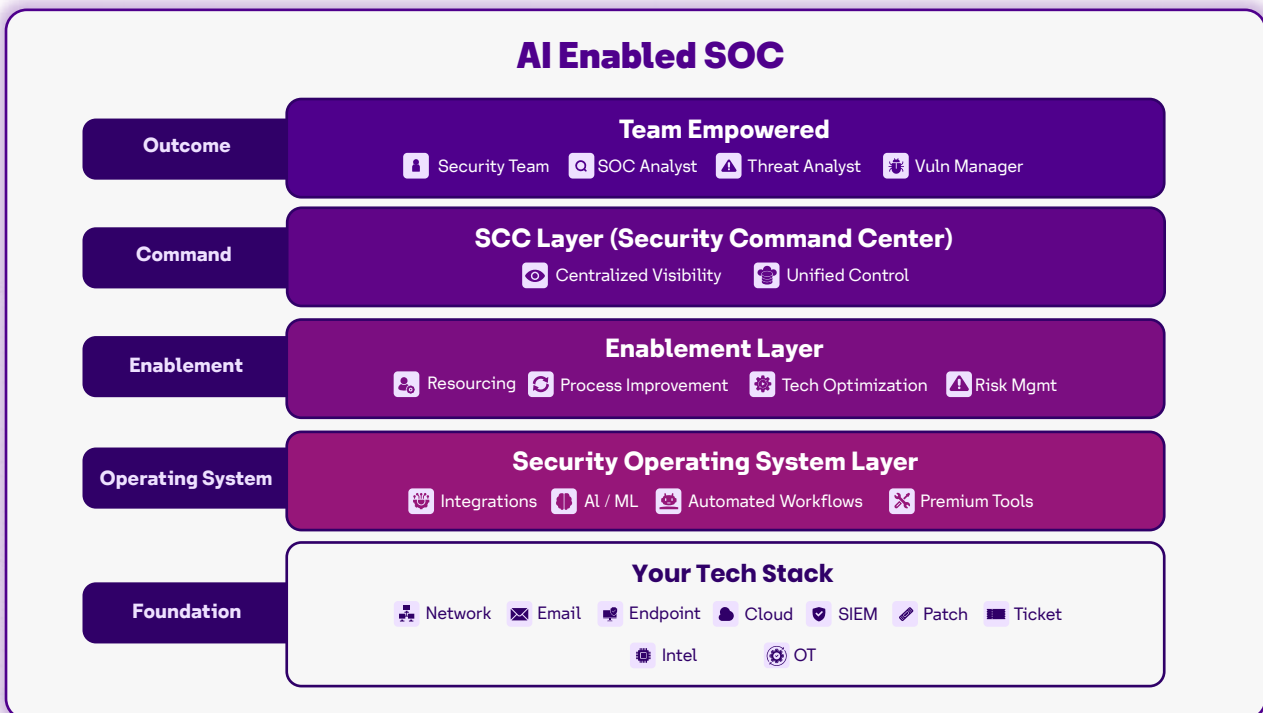 AI Enabled SOC
Outcome
Team Empowered
Security Team SOC Analyst Threat Analyst Vuln Manager
Command
SCC Layer (Security Command Center)
Centralized Visibility Unified Control
Enablement
Enablement Layer
Resourcing Process Improvement Tech Optimization Risk Mgmt
Operating System
Security Operating System Layer
Integrations AI / ML Automated Workflows Premium Tools
Foundation
Your Tech Stack
Network Email Endpoint Cloud SIEM Patch Ticket
Intel OT